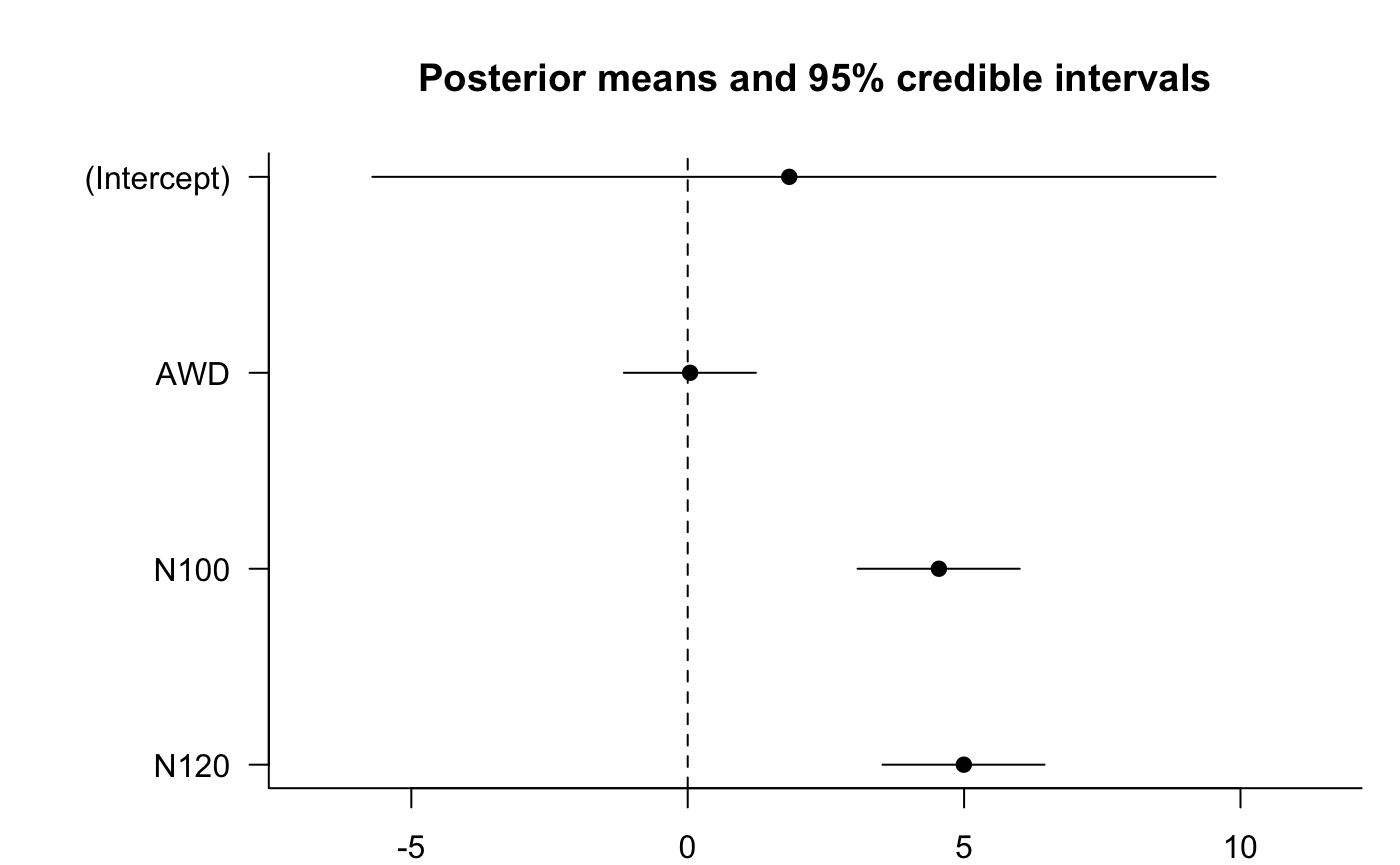 Posterior means and 95% credible intervals
(Intercept)
AWD
N100
N120
-5 0 5 10